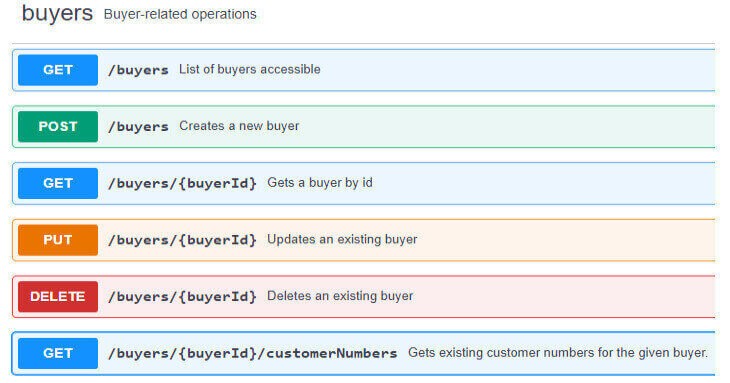 buyers Buyer-related operations
GET /buyers List of buyers accessible
POST /buyers Creates a new buyer
GET /buyers/{buyerId} Gets a buyer by id
PUT /buyers/{buyerId} Updates an existing buyer
DELETE /buyers/{buyerId} Deletes an existing buyer
GET /buyers/{buyerId}/customerNumbers Gets existing customer numbers for the given buyer.